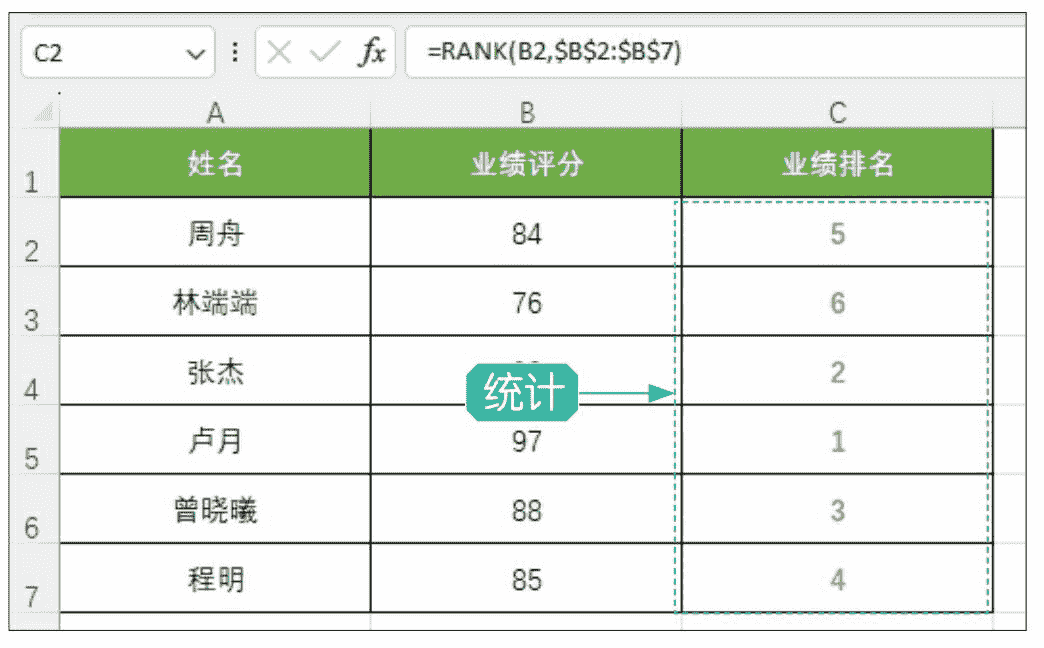 C2 fx =RANK(B2,$B$2:$B$7)
A B C
1 姓名 业绩评分 业绩排名
2 周舟 84 5
3 林端端 76 6
4 张杰 2
统计
5 卢月 97 1
6 曾晓曦 88 3
7 程明 85 4